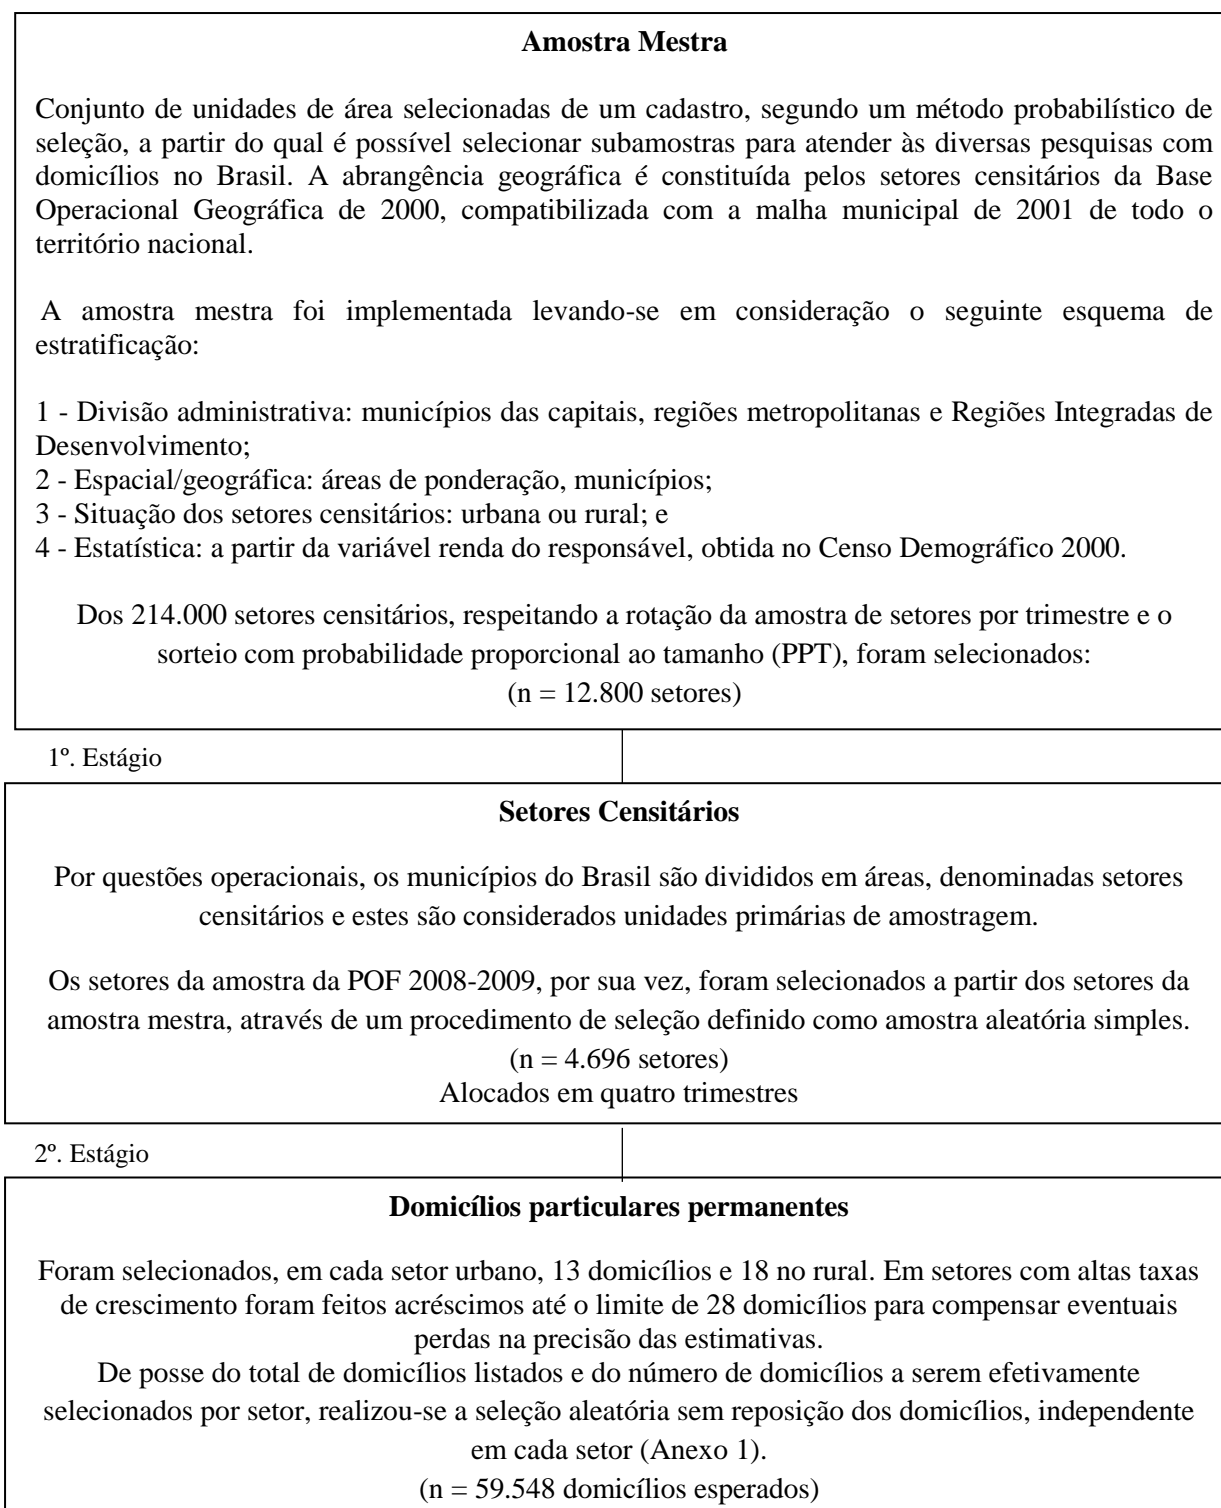 Amostra Mestra
Conjunto de unidades de área selecionadas de um cadastro, segundo um método probabilístico de
seleção, a partir do qual é possível selecionar subamostras para atender às diversas pesquisas com
domicílios no Brasil. A abrangência geográfica é constituída pelos setores censitários da Base
Operacional Geográfica de 2000, compatibilizada com a malha municipal de 2001 de todo o
território nacional.
A amostra mestra foi implementada levando-se em consideração o seguinte esquema de
estratificação:
1 - Divisão administrativa: municípios das capitais, regiões metropolitanas e Regiões Integradas de
Desenvolvimento;
2 - Espacial/geográfica: áreas de ponderação, municípios;
3 - Situação dos setores censitários: urbana ou rural; e
4 - Estatística: a partir da variável renda do responsável, obtida no Censo Demográfico 2000.
Dos 214.000 setores censitários, respeitando a rotação da amostra de setores por trimestre e o
sorteio com probabilidade proporcional ao tamanho (PPT), foram selecionados:
(n = 12.800 setores)
1º. Estágio
Setores Censitários
Por questões operacionais, os municípios do Brasil são divididos em áreas, denominadas setores
censitários e estes são considerados unidades primárias de amostragem.
Os setores da amostra da POF 2008-2009, por sua vez, foram selecionados a partir dos setores da
amostra mestra, através de um procedimento de seleção definido como amostra aleatória simples.
(n = 4.696 setores)
Alocados em quatro trimestres
2º. Estágio
Domicílios particulares permanentes
Foram selecionados, em cada setor urbano, 13 domicílios e 18 no rural. Em setores com altas taxas
de crescimento foram feitos acréscimos até o limite de 28 domicílios para compensar eventuais
perdas na precisão das estimativas.
De posse do total de domicílios listados e do número de domicílios a serem efetivamente
selecionados por setor, realizou-se a seleção aleatória sem reposição dos domicílios, independente
em cada setor (Anexo 1).
(n = 59.548 domicílios esperados)